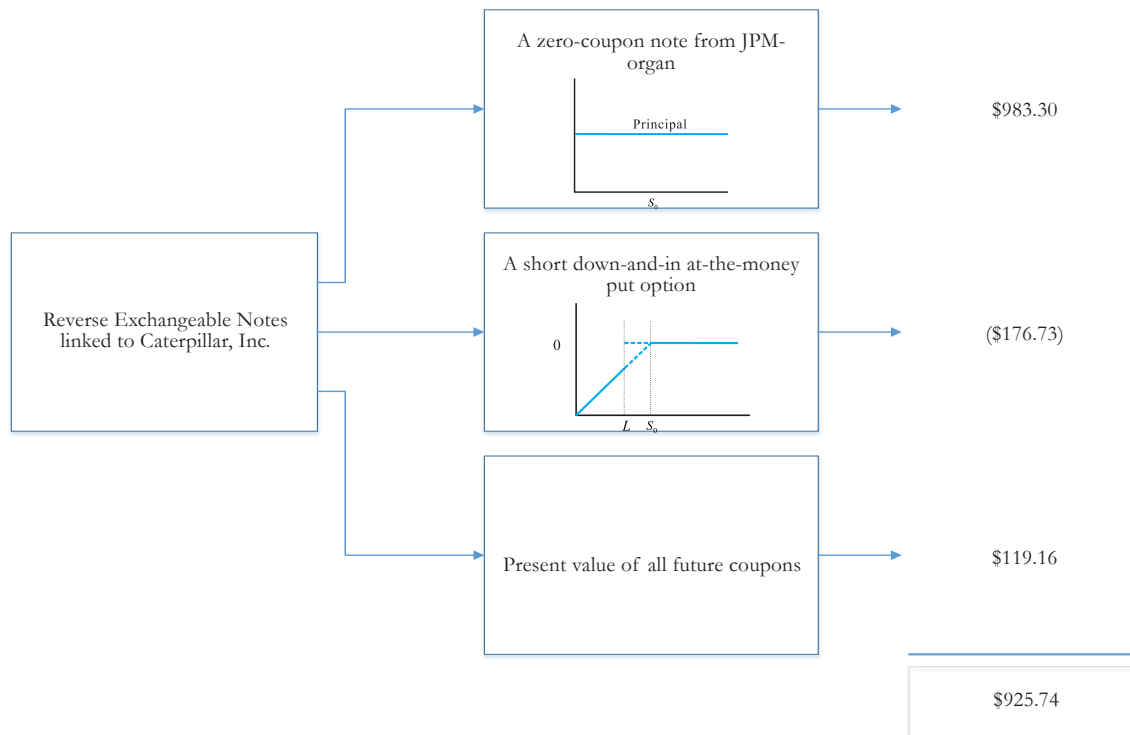 A zero-coupon note from JPM-
organ
Principal
S₀
$983.30
Reverse Exchangeable Notes
linked to Caterpillar, Inc.
A short down-and-in at-the-money
put option
0
L S₀
($176.73)
Present value of all future coupons
$119.16
$925.74